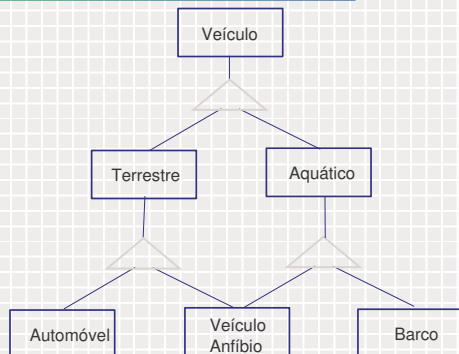 Veículo
Terrestre
Aquático
Automóvel
Veículo
Anfíbio
Barco